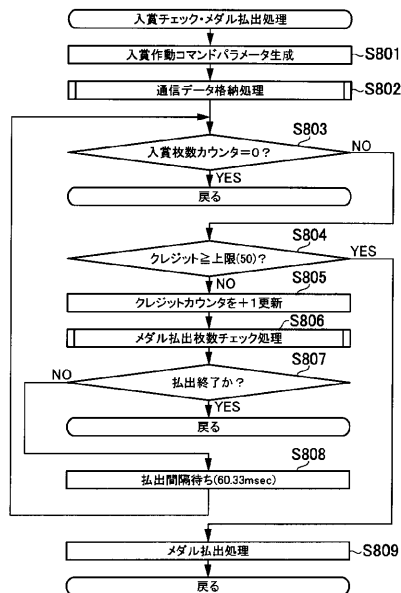 入賞チェック・メダル払出処理
S801
入賞作動コマンドパラメータ生成
S802
通信データ格納処理
S803
入賞枚数カウンタ=0?
NO
YES
戻る
S804
クレジット≧上限(50)?
YES
NO
S805
クレジットカウンタを+1更新
S806
メダル払出枚数チェック処理
S807
NO
払出終了か?
YES
戻る
S808
払出間隔待ち(60.33msec)
メダル払出処理
S809
戻る